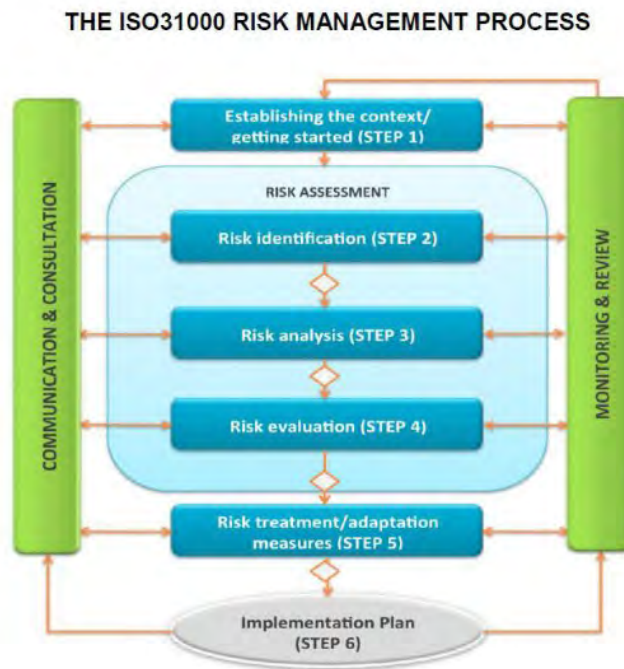 THE ISO31000 RISK MANAGEMENT PROCESS
Establishing the context/
getting started (STEP 1)
RISK ASSESSMENT
Risk identification (STEP 2)
Risk analysis (STEP 3)
Risk evaluation (STEP 4)
Risk treatment/adaptation
measures (STEP 5)
Implementation Plan
(STEP 6)
COMMUNICATION & CONSULTATION
MONITORING & REVIEW